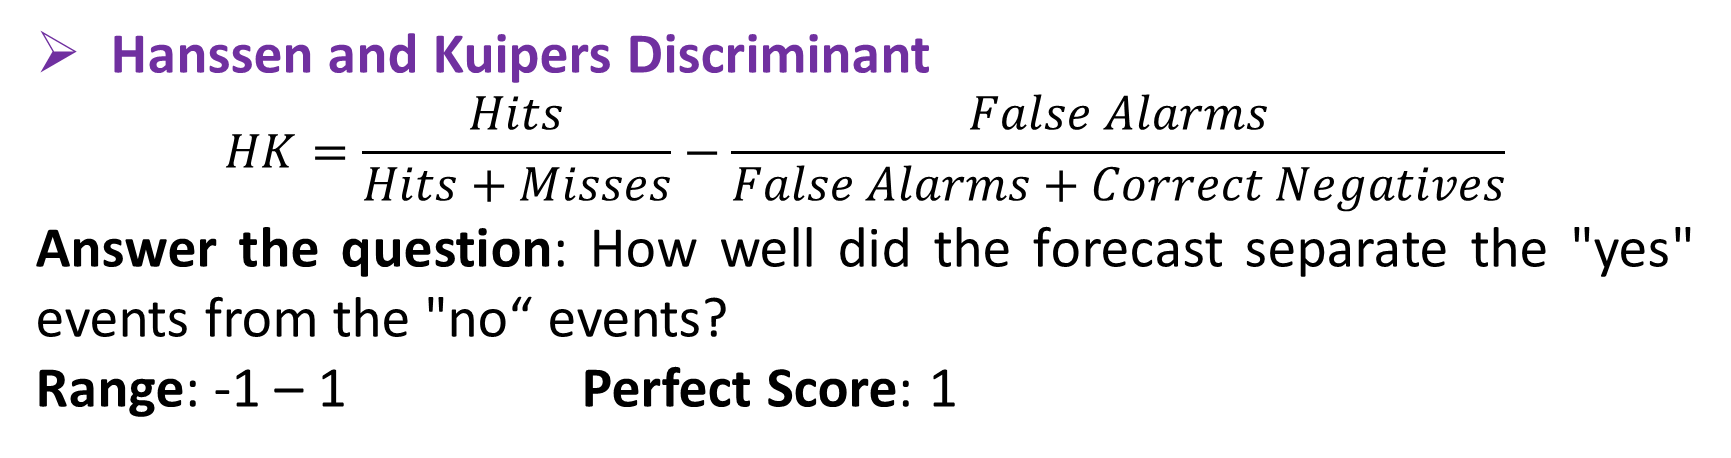 ➢ Hanssen and Kuipers Discriminant
HK = Hits / (Hits + Misses) − False Alarms / (False Alarms + Correct Negatives)
Answer the question: How well did the forecast separate the "yes"
events from the "no“ events?
Range: -1 – 1 Perfect Score: 1